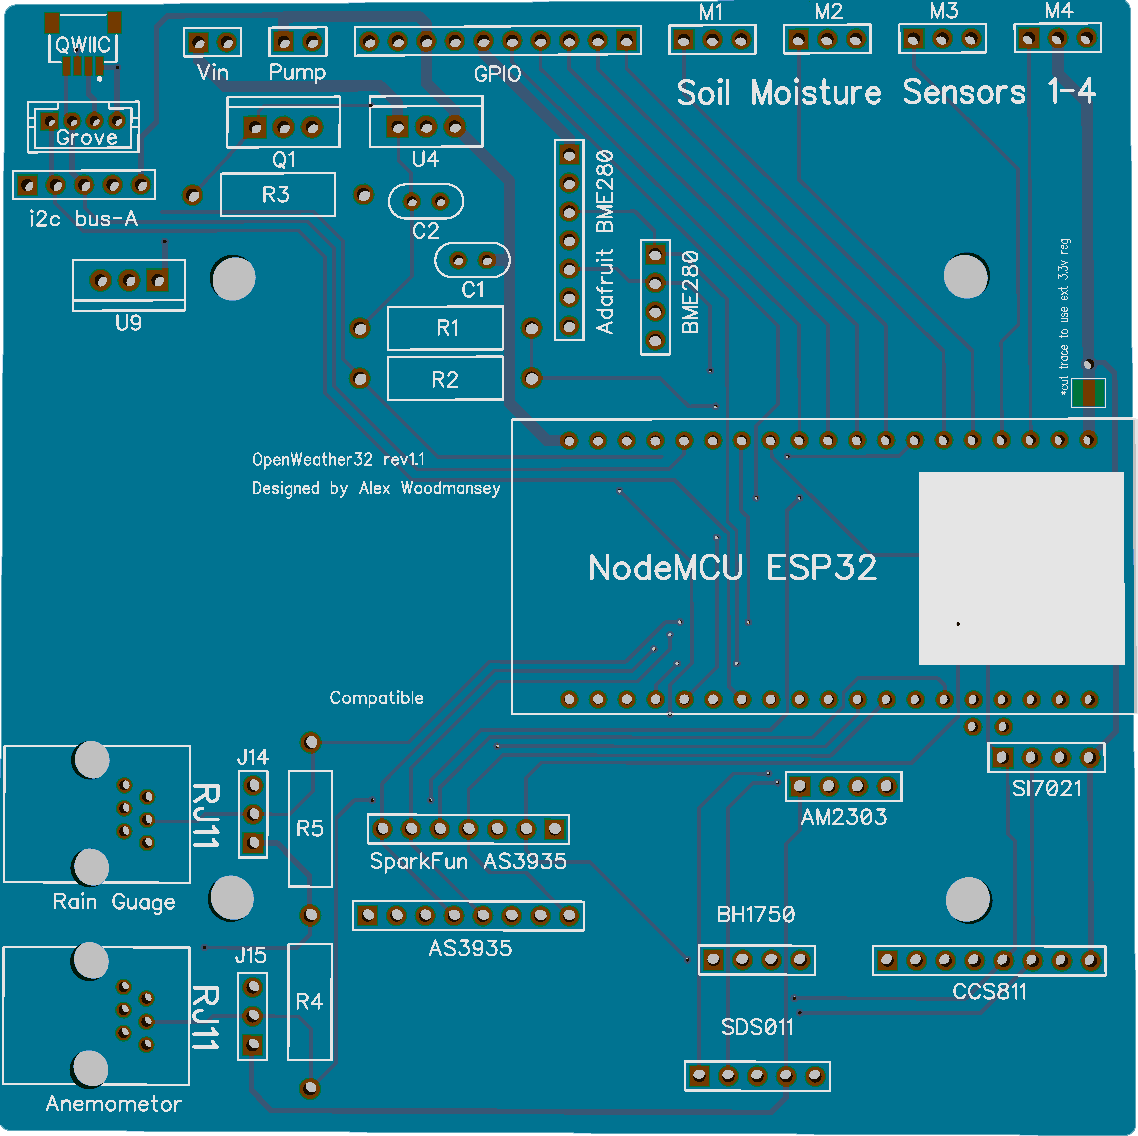 M1
M2
M3
M4
QWIIC
Vin
Pump
GPIO
Soil Moisture Sensors 1-4
Grove
Q1
U4
R3
i2c bus-A
C2
C1
Adafruit BME280
BME280
U9
R1
R2
*cut trace to use ext 3.3v reg
OpenWeather32 rev1.1
Designed by Alex Woodmansey
NodeMCU ESP32
Compatible
J14
RJ11
R5
SI7021
AM2303
SparkFun AS3935
Rain Guage
BH1750
AS3935
J15
RJ11
R4
CCS811
SDS011
Anemometor